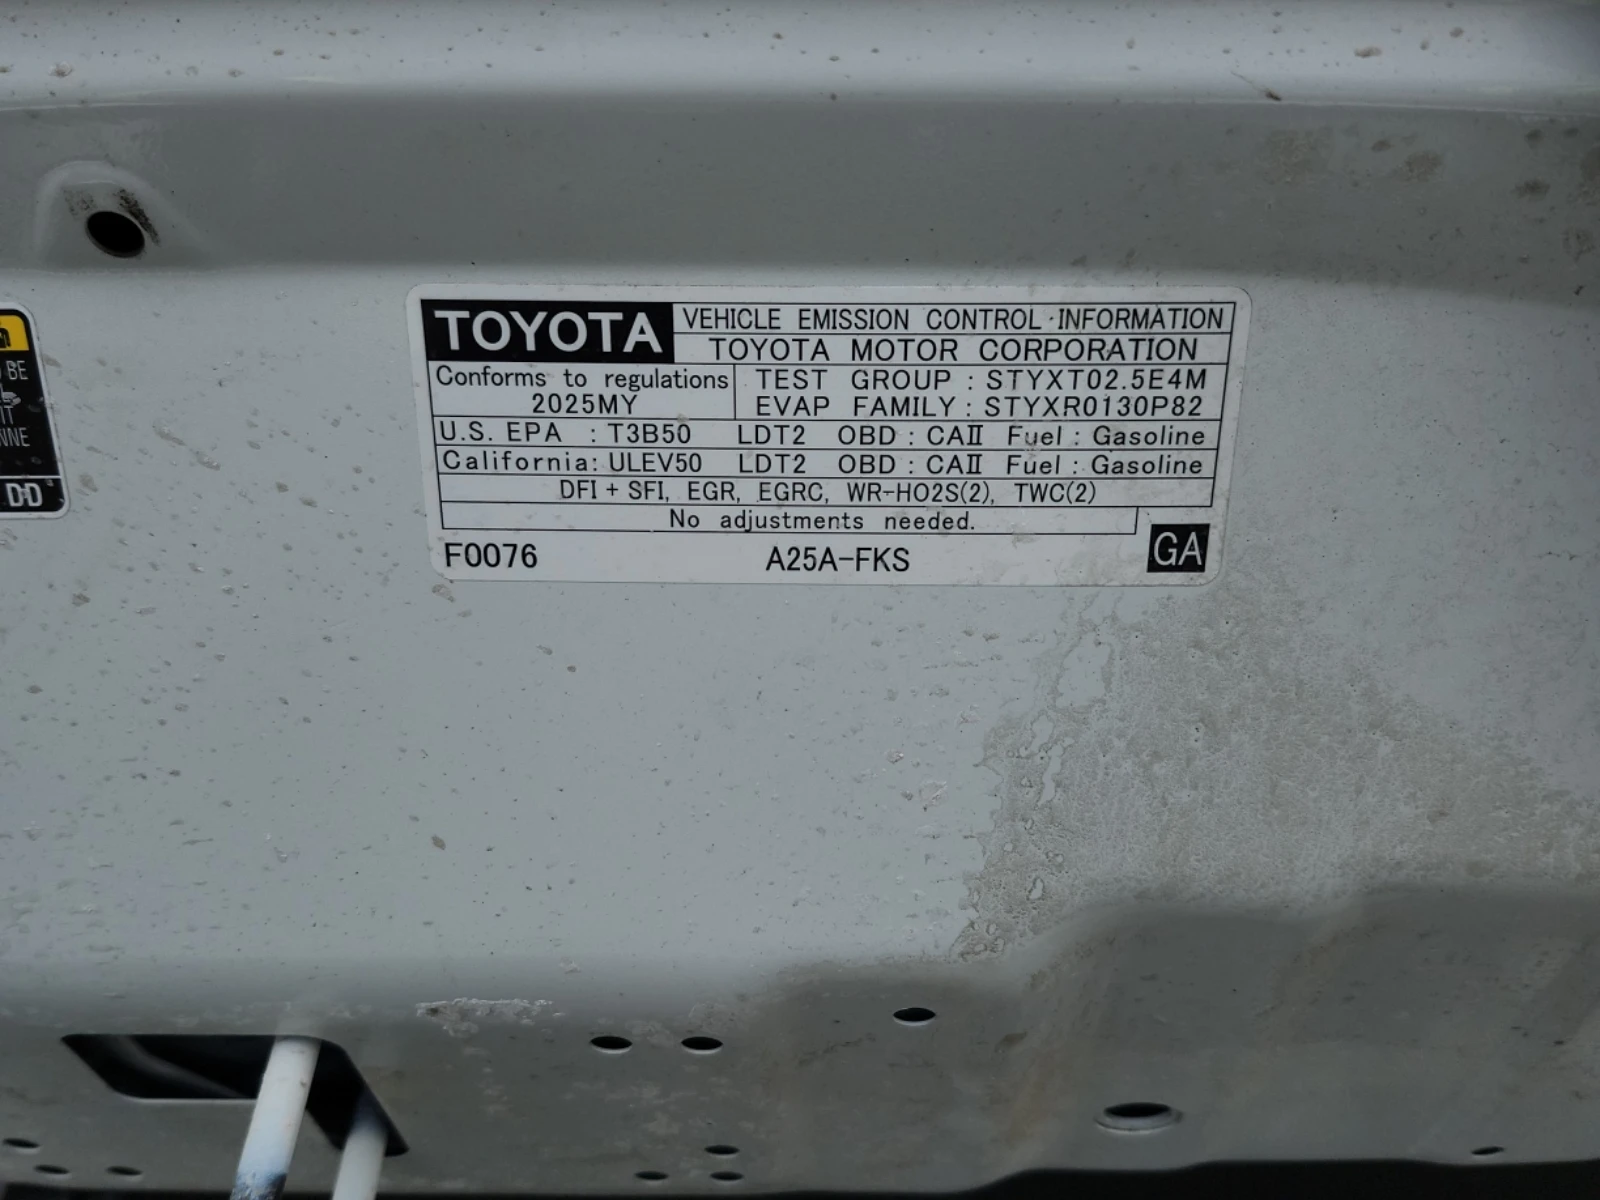 TOYOTA VEHICLE EMISSION CONTROL INFORMATION
TOYOTA MOTOR CORPORATION
Conforms to regulations
2025MY
TEST GROUP : STYXT02.5E4M
EVAP FAMILY : STYXR0130P82
U.S. EPA : T3B50 LDT2 OBD : CAⅡ Fuel : Gasoline
California: ULEV50 LDT2 OBD : CAⅡ Fuel : Gasoline
DFI + SFI, EGR, EGRC, WR-HO2S(2), TWC(2)
No adjustments needed.
F0076 A25A-FKS GA
BE